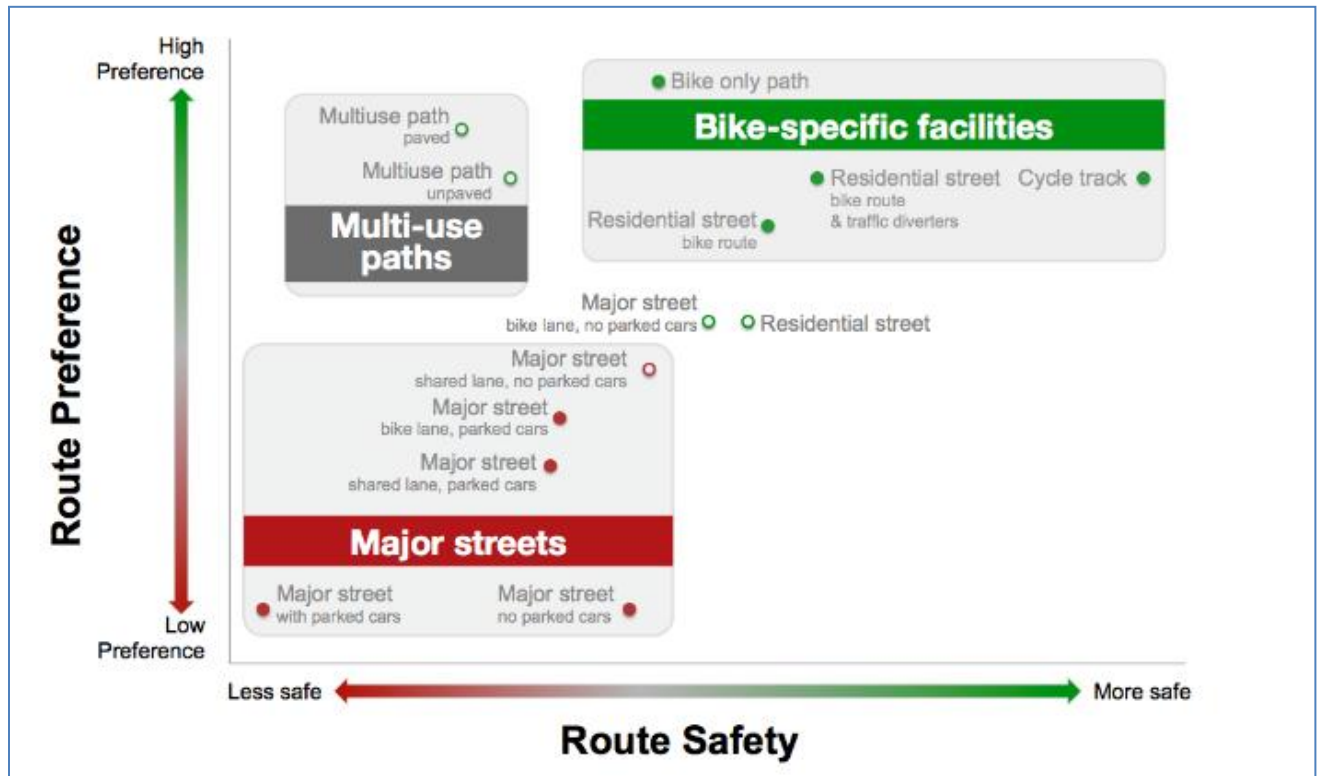 High
Preference
Bike only path
Bike-specific facilities
Multiuse path
paved
Multiuse path
unpaved
Multi-use
paths
Residential street
bike route
& traffic diverters
Cycle track
Residential street
bike route
Route Preference
Major street
bike lane, no parked cars
Residential street
Major street
shared lane, no parked cars
Major street
bike lane, parked cars
Major street
shared lane, parked cars
Major streets
Major street
with parked cars
Major street
no parked cars
Low
Preference
Less safe
More safe
Route Safety